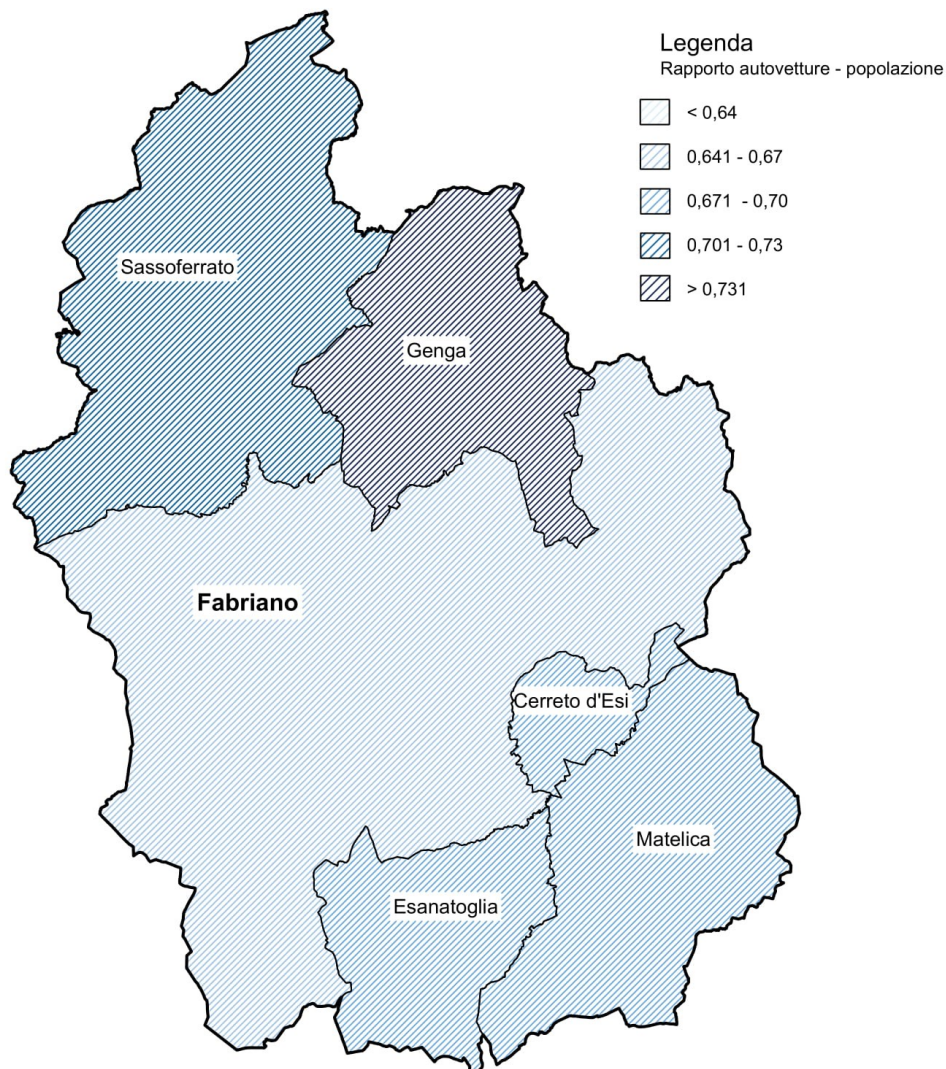 Legenda
Rapporto autovetture - popolazione
< 0,64
0,641 - 0,67
0,671 - 0,70
0,701 - 0,73
> 0,731
Sassoferrato
Genga
Fabriano
Cerreto d'Esi
Matelica
Esanatoglia